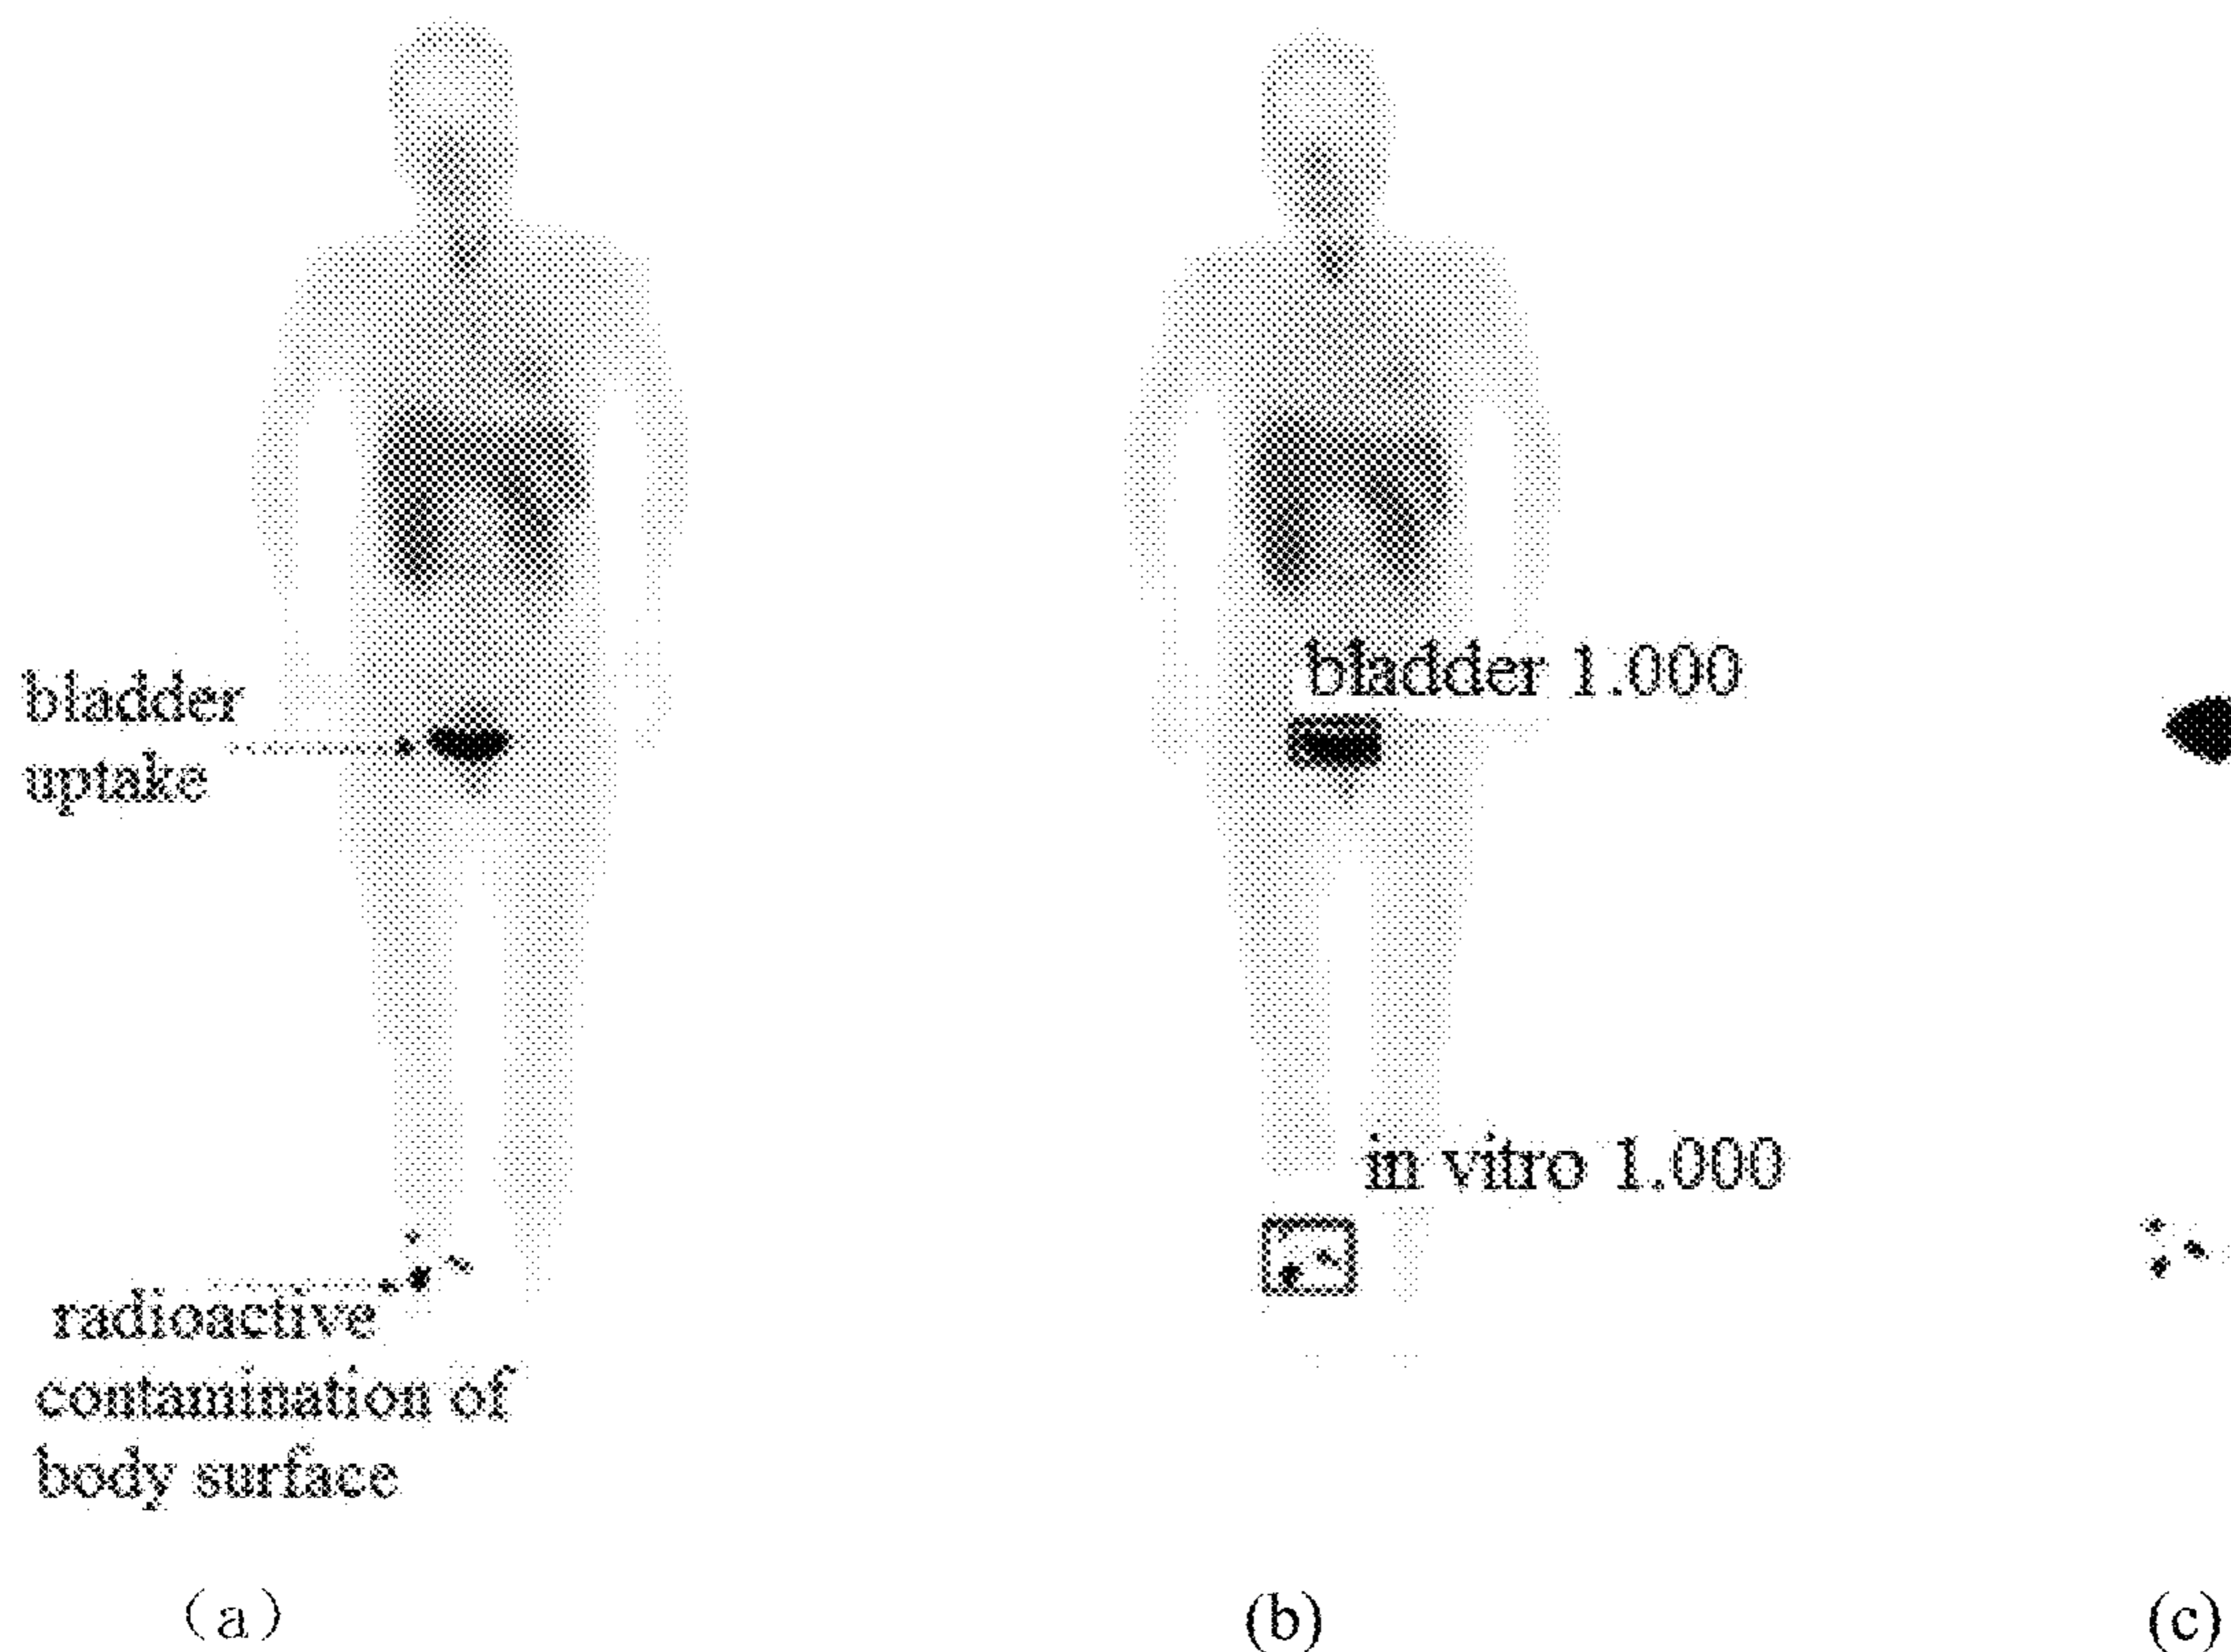 bladder
uptake
radioactive
contamination of
body surface
(a)
bladder 1.000
in vitro 1.000
(b)
(c)